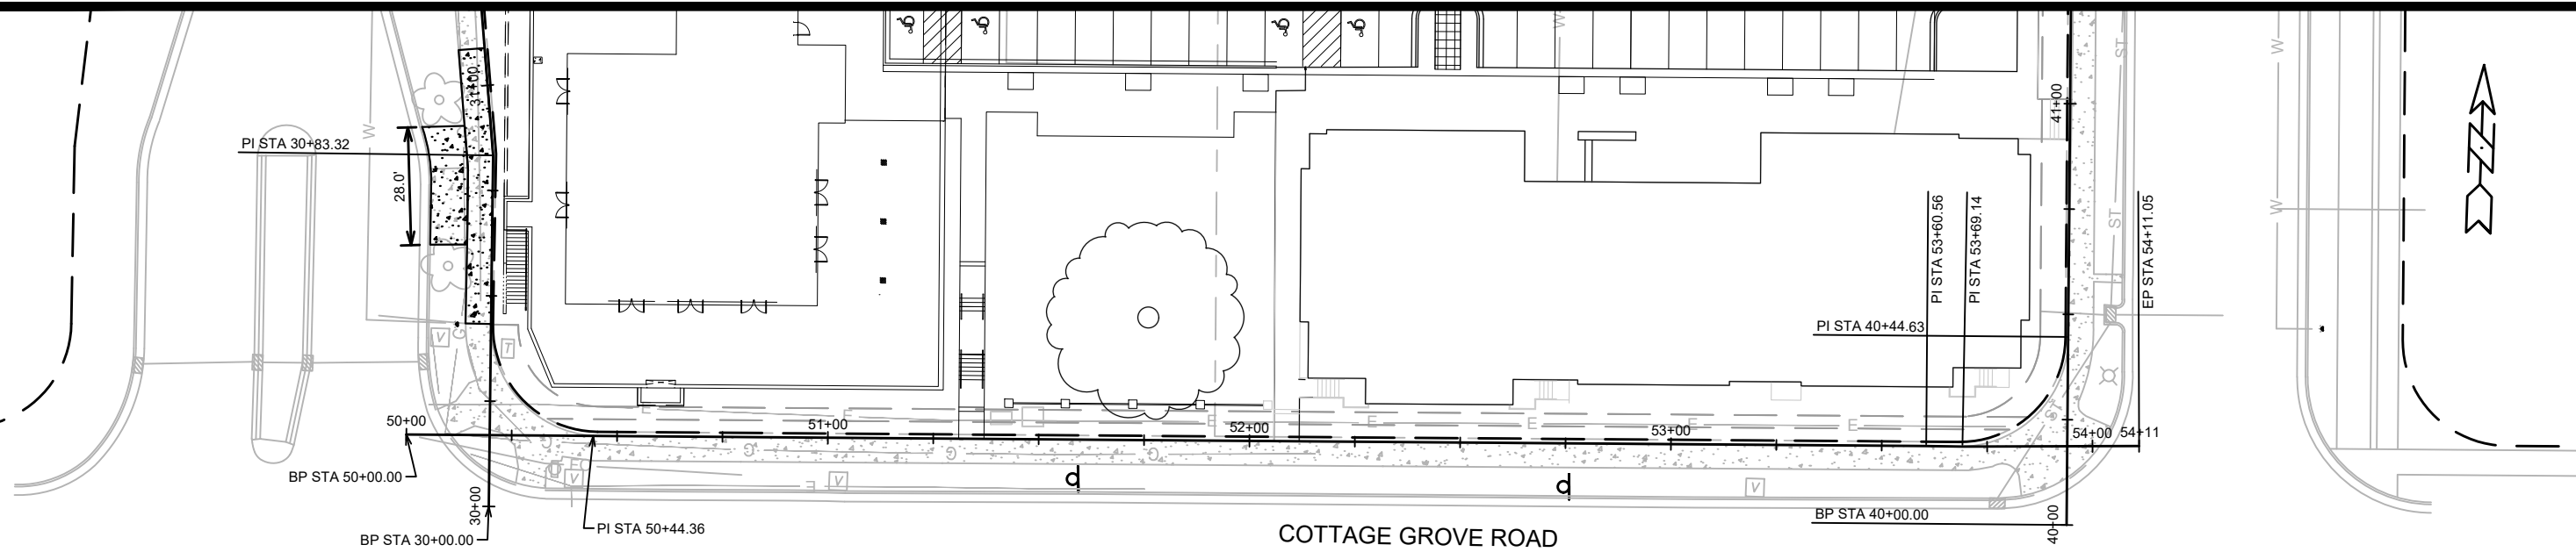 W
W
ST
W
31+00
41+00
W
PI STA 30+83.32
28.0'
PI STA 53+60.56
PI STA 53+69.14
ST
EP STA 54+11.05
W
PI STA 40+44.63
G
V
T
E
E
E
E
E
E
G
50+00
51+00
52+00
53+00
54+00
54+11
G
G
G
G
BP STA 50+00.00
V
E
V
d
d
V
30+00
PI STA 50+44.36
BP STA 40+00.00
40+00
COTTAGE GROVE ROAD
BP STA 30+00.00